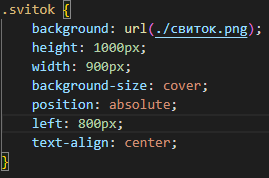 .svitok {
background: url(./свиток.png);
height: 1000px;
width: 900px;
background-size: cover;
position: absolute;
left: 800px;
text-align: center;
}